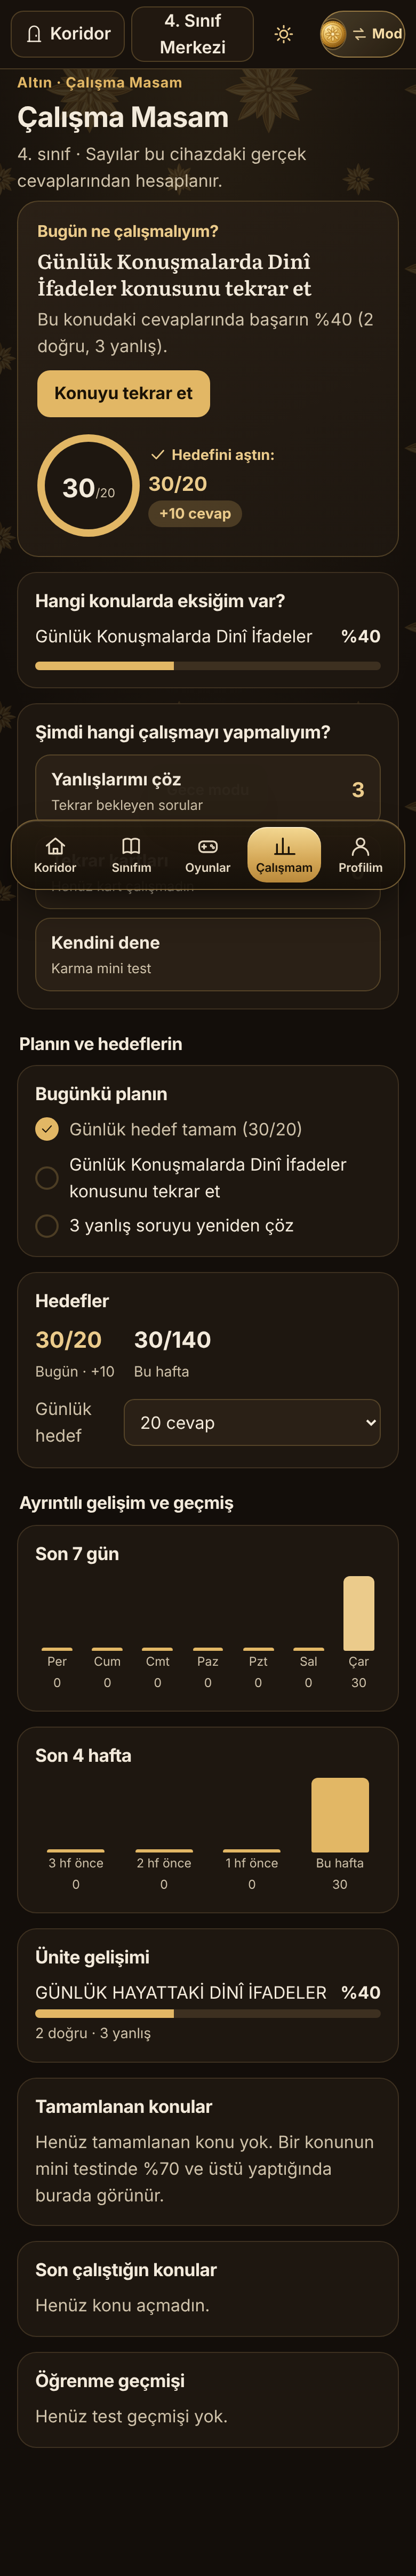 Koridor
4. Sınıf
Merkezi
Mod
Altın · Çalışma Masam
Çalışma Masam
4. sınıf · Sayılar bu cihazdaki gerçek
cevaplarından hesaplanır.
Bugün ne çalışmalıyım?
Günlük Konuşmalarda Dinî
İfadeler konusunu tekrar et
Bu konudaki cevaplarında başarın %40 (2
doğru, 3 yanlış).
Konuyu tekrar et
30/20
Hedefini aştın:
30/20
+10 cevap
Hangi konularda eksiğim var?
Günlük Konuşmalarda Dinî İfadeler %40
Şimdi hangi çalışmayı yapmalıyım?
Yanlışlarımı çöz
Tekrar bekleyen sorular
3
Koridor
Sınıfım
Oyunlar
Çalışmam
Profilim
Kendini dene
Karma mini test
Planın ve hedeflerin
Bugünkü planın
Günlük hedef tamam (30/20)
Günlük Konuşmalarda Dinî İfadeler
konusunu tekrar et
3 yanlış soruyu yeniden çöz
Hedefler
30/20 30/140
Bugün · +10 Bu hafta
Günlük
hedef
20 cevap
Ayrıntılı gelişim ve geçmiş
Son 7 gün
Per Cum Cmt Paz Pzt Sal Çar
0 0 0 0 0 0 30
Son 4 hafta
3 hf önce 2 hf önce 1 hf önce Bu hafta
0 0 0 30
Ünite gelişimi
GÜNLÜK HAYATTAKİ DİNÎ İFADELER %40
2 doğru · 3 yanlış
Tamamlanan konular
Henüz tamamlanan konu yok. Bir konunun
mini testinde %70 ve üstü yaptığında
burada görünür.
Son çalıştığın konular
Henüz konu açmadın.
Öğrenme geçmişi
Henüz test geçmişi yok.